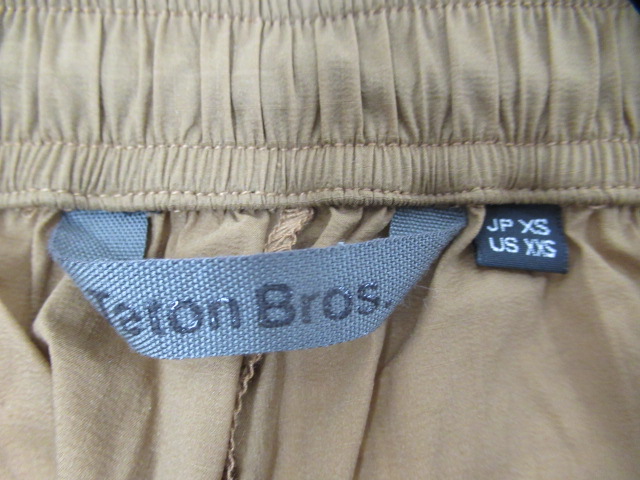 Teton Bros.
JP XS
US XXS